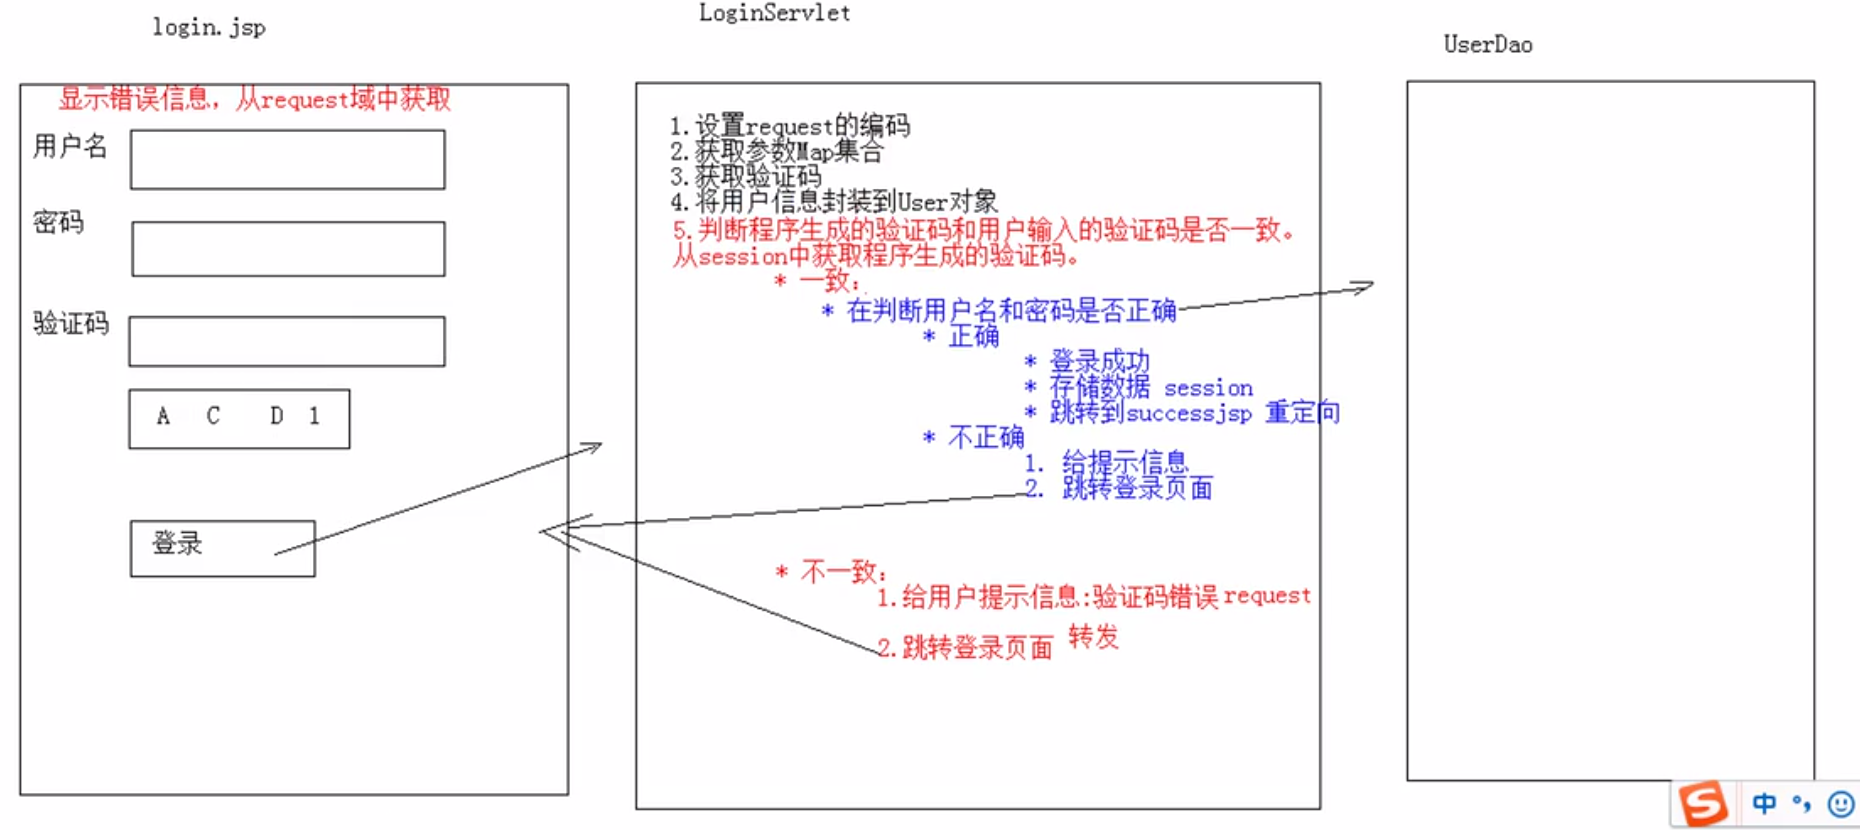 login.jsp
显示错误信息，从request域中获取
用户名
密码
验证码
A C D 1
登录
LoginServlet
1.设置request的编码
2.获取参数Map集合
3.获取验证码
4.将用户信息封装到User对象
5.判断程序生成的验证码和用户输入的验证码是否一致。
从session中获取程序生成的验证码。
* 一致：
* 在判断用户名和密码是否正确
* 正确
* 登录成功
* 存储数据 session
* 跳转到successjsp 重定向
* 不正确
1. 给提示信息
2. 跳转登录页面
* 不一致：
1.给用户提示信息:验证码错误 request
2.跳转登录页面 转发
UserDao
S 中 °，